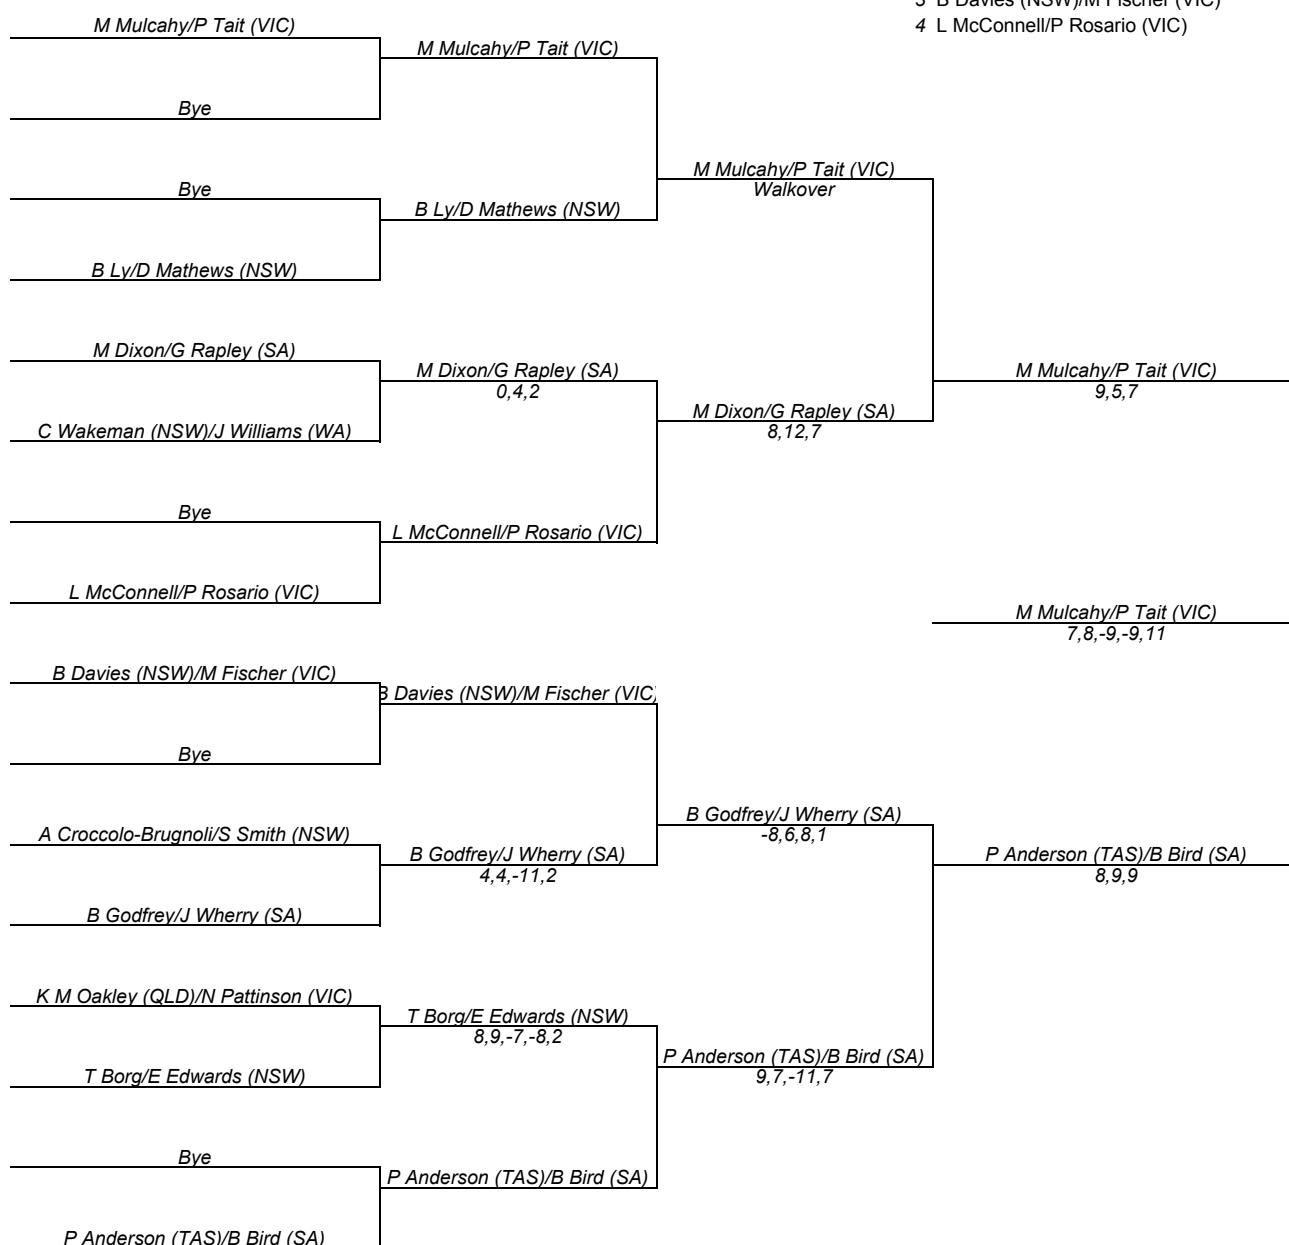 3 B Davies (NSW)/M Fischer (VIC)
4 L McConnell/P Rosario (VIC)
M Mulcahy/P Tait (VIC)
M Mulcahy/P Tait (VIC)
Bye
M Mulcahy/P Tait (VIC)
Walkover
Bye
B Ly/D Mathews (NSW)
B Ly/D Mathews (NSW)
M Dixon/G Rapley (SA)
M Dixon/G Rapley (SA)
0,4,2
M Mulcahy/P Tait (VIC)
9,5,7
M Dixon/G Rapley (SA)
8,12,7
C Wakeman (NSW)/J Williams (WA)
Bye
L McConnell/P Rosario (VIC)
L McConnell/P Rosario (VIC)
M Mulcahy/P Tait (VIC)
7,8,-9,-9,11
B Davies (NSW)/M Fischer (VIC)
B Davies (NSW)/M Fischer (VIC)
Bye
B Godfrey/J Wherry (SA)
-8,6,8,1
A Croccolo-Brugnoli/S Smith (NSW)
B Godfrey/J Wherry (SA)
4,4,-11,2
P Anderson (TAS)/B Bird (SA)
8,9,9
B Godfrey/J Wherry (SA)
K M Oakley (QLD)/N Pattinson (VIC)
T Borg/E Edwards (NSW)
8,9,-7,-8,2
P Anderson (TAS)/B Bird (SA)
9,7,-11,7
T Borg/E Edwards (NSW)
Bye
P Anderson (TAS)/B Bird (SA)
P Anderson (TAS)/B Bird (SA)